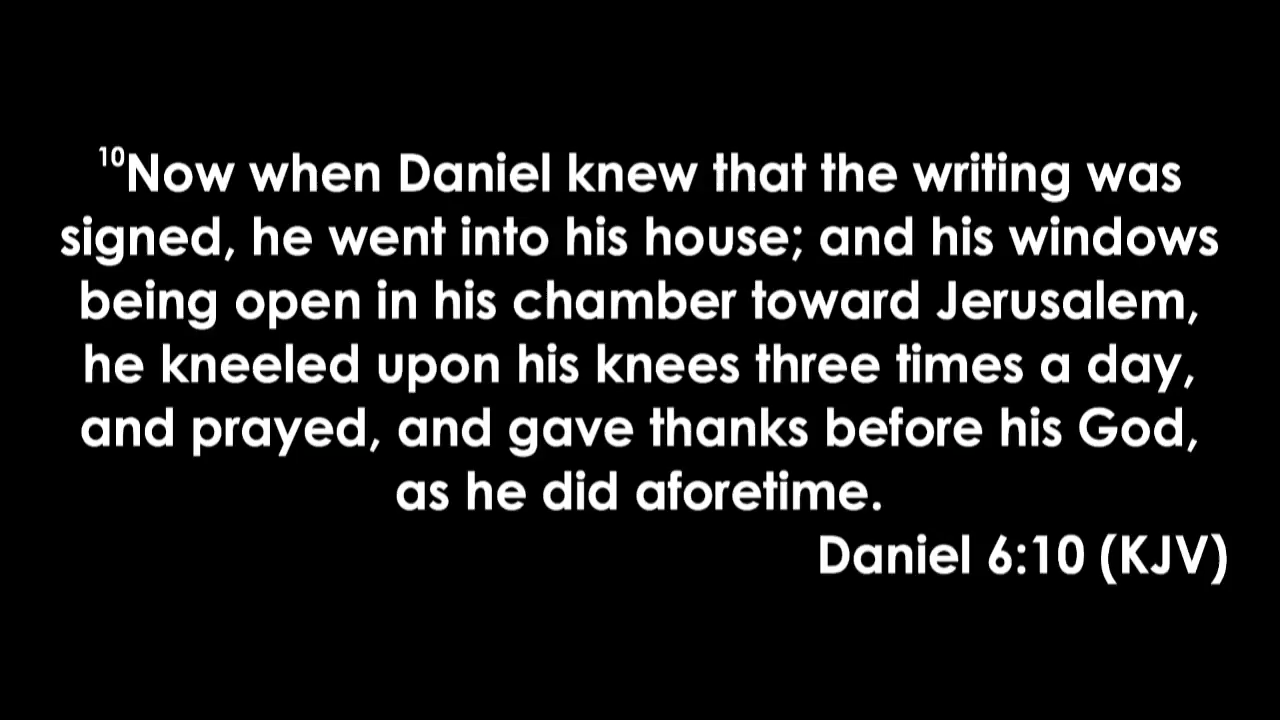 ¹⁰Now when Daniel knew that the writing was
signed, he went into his house; and his windows
being open in his chamber toward Jerusalem,
he kneeled upon his knees three times a day,
and prayed, and gave thanks before his God,
as he did aforetime.
Daniel 6:10 (KJV)